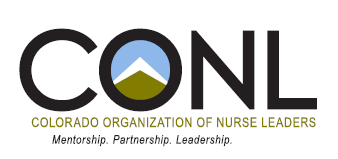 CONL
COLORADO ORGANIZATION OF NURSE LEADERS
Mentorship. Partnership. Leadership.